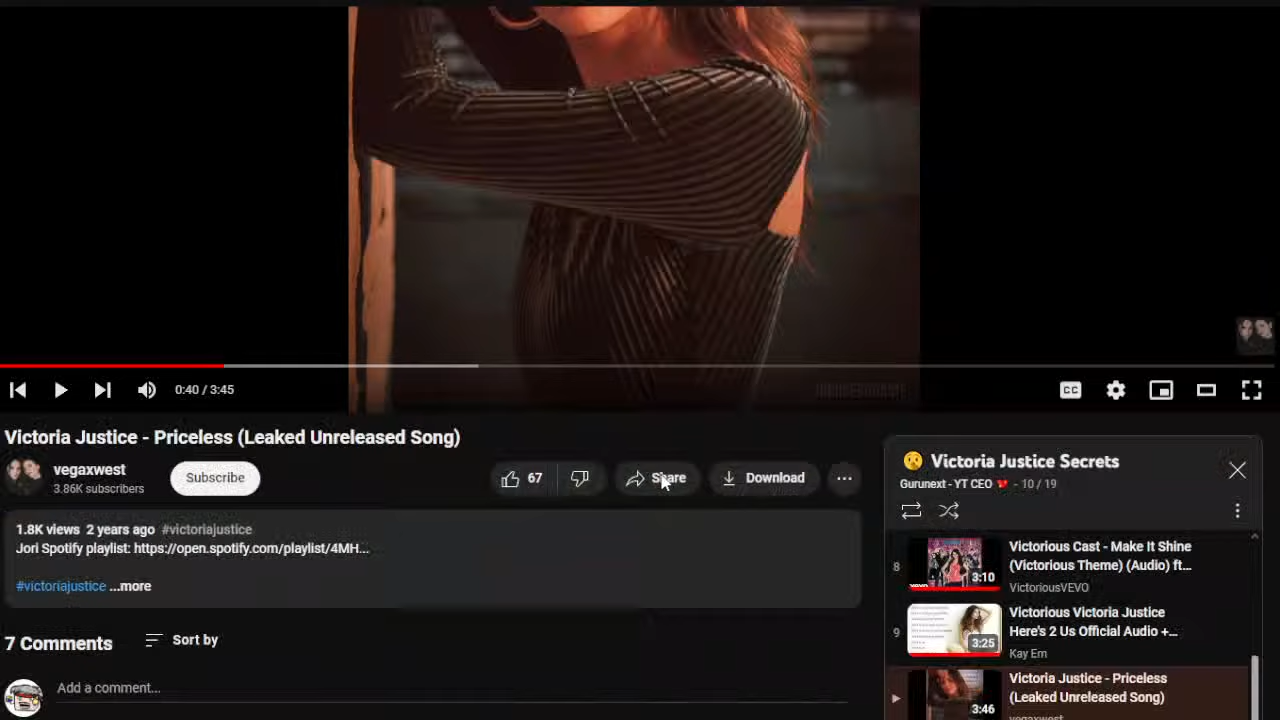 0:40 / 3:45
CC
Victoria Justice - Priceless (Leaked Unreleased Song)
vegaxwest
3.86K subscribers
Subscribe
67
Share
Download
1.8K views 2 years ago #victoriajustice
Jori Spotify playlist: https://open.spotify.com/playlist/4MH...
#victoriajustice ...more
7 Comments
Sort by
Add a comment...
Victoria Justice Secrets
Gurunext - YT CEO - 10 / 19
8
3:10
Victorious Cast - Make It Shine
(Victorious Theme) (Audio) ft...
VictoriousVEVO
9
3:25
Victorious Victoria Justice
Here's 2 Us Official Audio +...
Kay Em
3:46
Victoria Justice - Priceless
(Leaked Unreleased Song)
vegaxwest